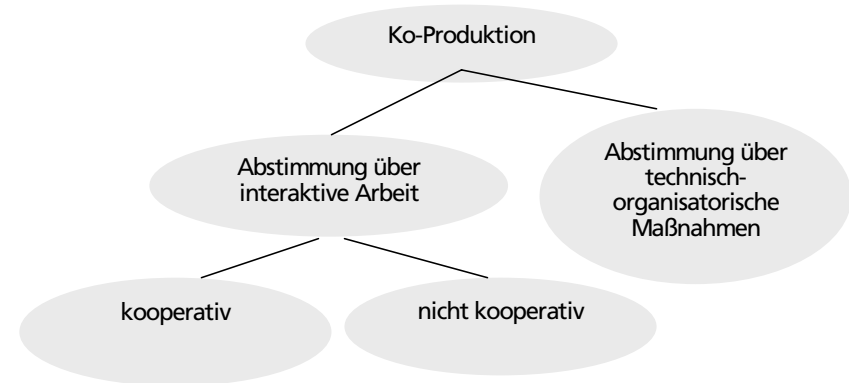 Ko-Produktion
Abstimmung über
interaktive Arbeit
Abstimmung über
technisch-
organisatorische
Maßnahmen
kooperativ
nicht kooperativ